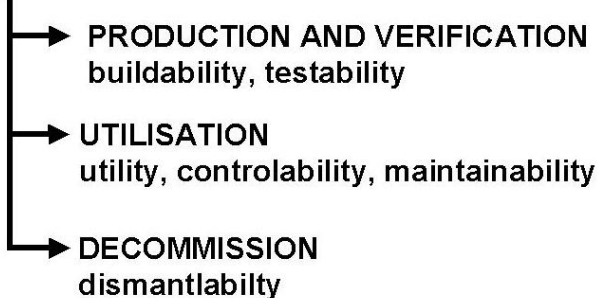 PRODUCTION AND VERIFICATION
buildability, testability
UTILISATION
utility, controlability, maintainability
DECOMMISSION
dismantlabilty